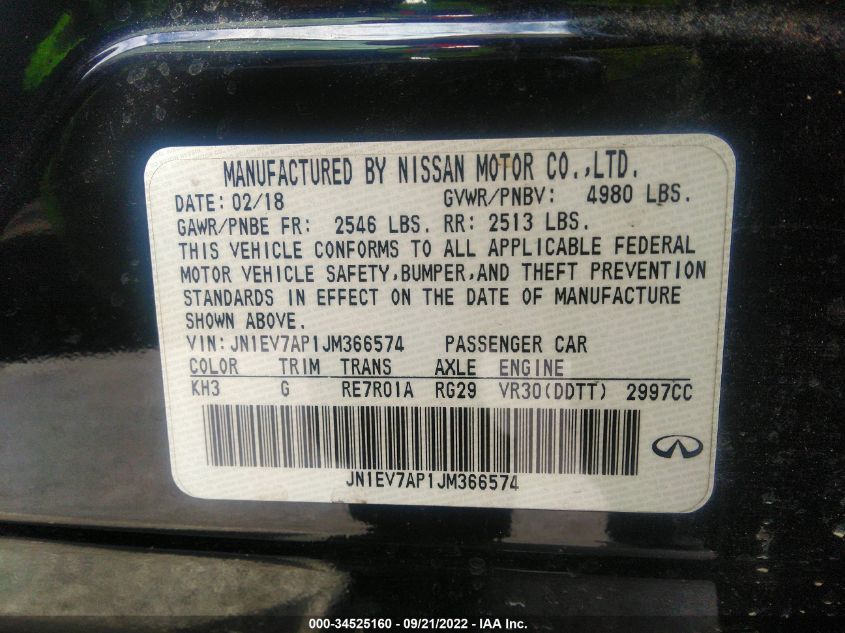 MANUFACTURED BY NISSAN MOTOR CO.,LTD.
DATE: 02/18 GVWR/PNBV: 4980 LBS.
GAWR/PNBE FR: 2546 LBS. RR: 2513 LBS.
THIS VEHICLE CONFORMS TO ALL APPLICABLE FEDERAL
MOTOR VEHICLE SAFETY,BUMPER,AND THEFT PREVENTION
STANDARDS IN EFFECT ON THE DATE OF MANUFACTURE
SHOWN ABOVE.
VIN: JN1EV7AP1JM366574 PASSENGER CAR
COLOR TRIM TRANS AXLE ENGINE
KH3 G RE7R01A RG29 VR30(DDTT) 2997CC
JN1EV7AP1JM366574
000-34525160 - 09/21/2022 - IAA Inc.